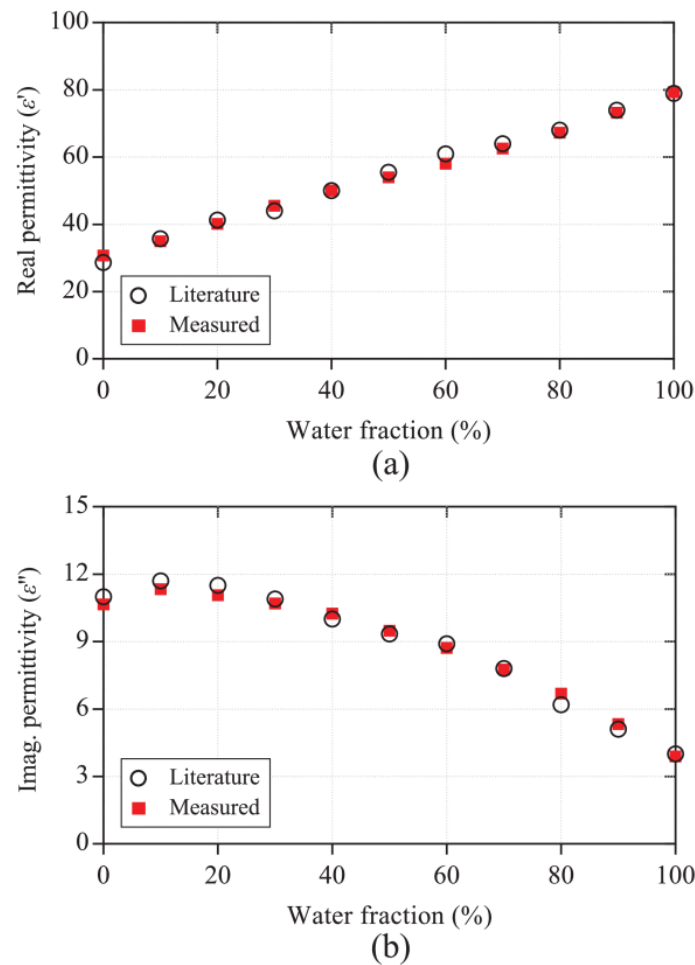 100
80
60
40
20
0
Real permittivity (ε')
Literature
Measured
0 20 40 60 80 100
Water fraction (%)
(a)
15
12
9
6
3
0
Imag. permittivity (ε")
Literature
Measured
0 20 40 60 80 100
Water fraction (%)
(b)